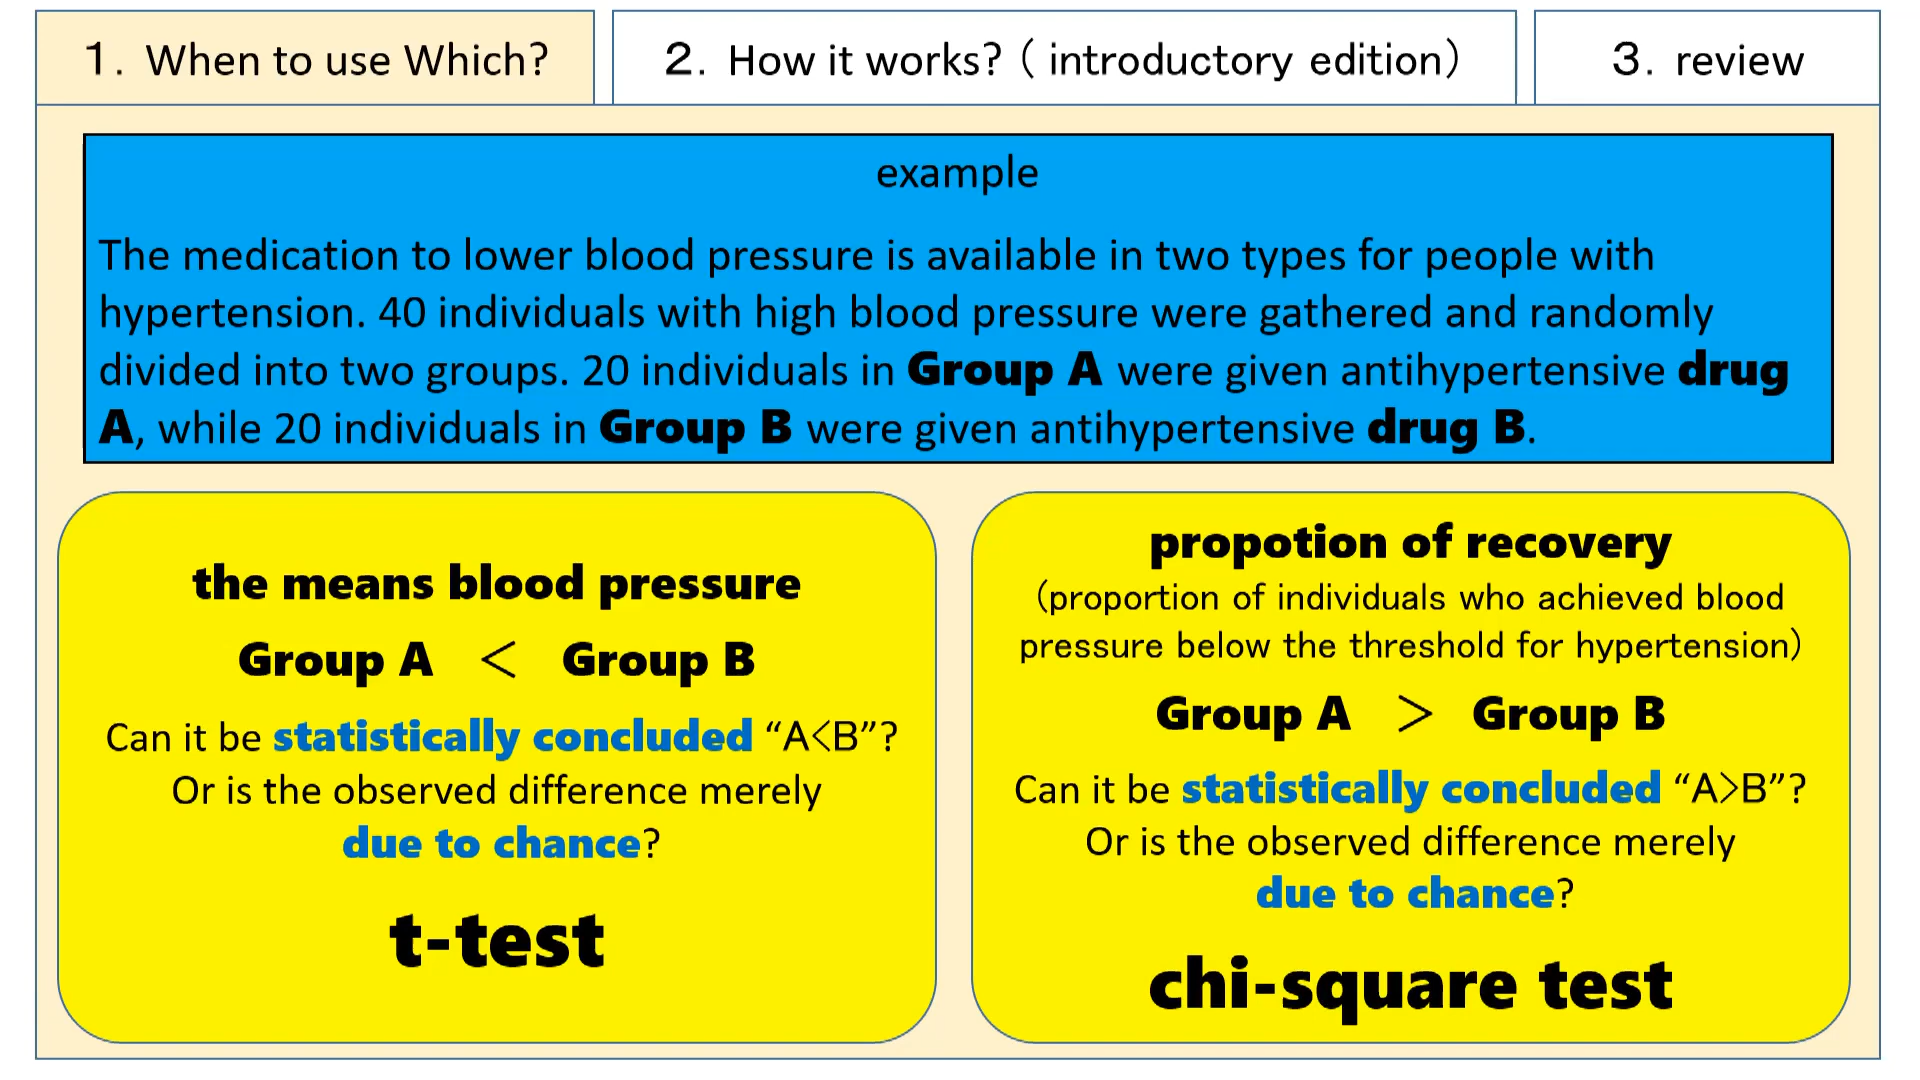 1. When to use Which?
2. How it works? ( introductory edition)
3. review
example
The medication to lower blood pressure is available in two types for people with
hypertension. 40 individuals with high blood pressure were gathered and randomly
divided into two groups. 20 individuals in Group A were given antihypertensive drug
A, while 20 individuals in Group B were given antihypertensive drug B.
the means blood pressure
Group A < Group B
Can it be statistically concluded “A<B”?
Or is the observed difference merely
due to chance?
t-test
propotion of recovery
(proportion of individuals who achieved blood
pressure below the threshold for hypertension)
Group A > Group B
Can it be statistically concluded “A>B”?
Or is the observed difference merely
due to chance?
chi-square test